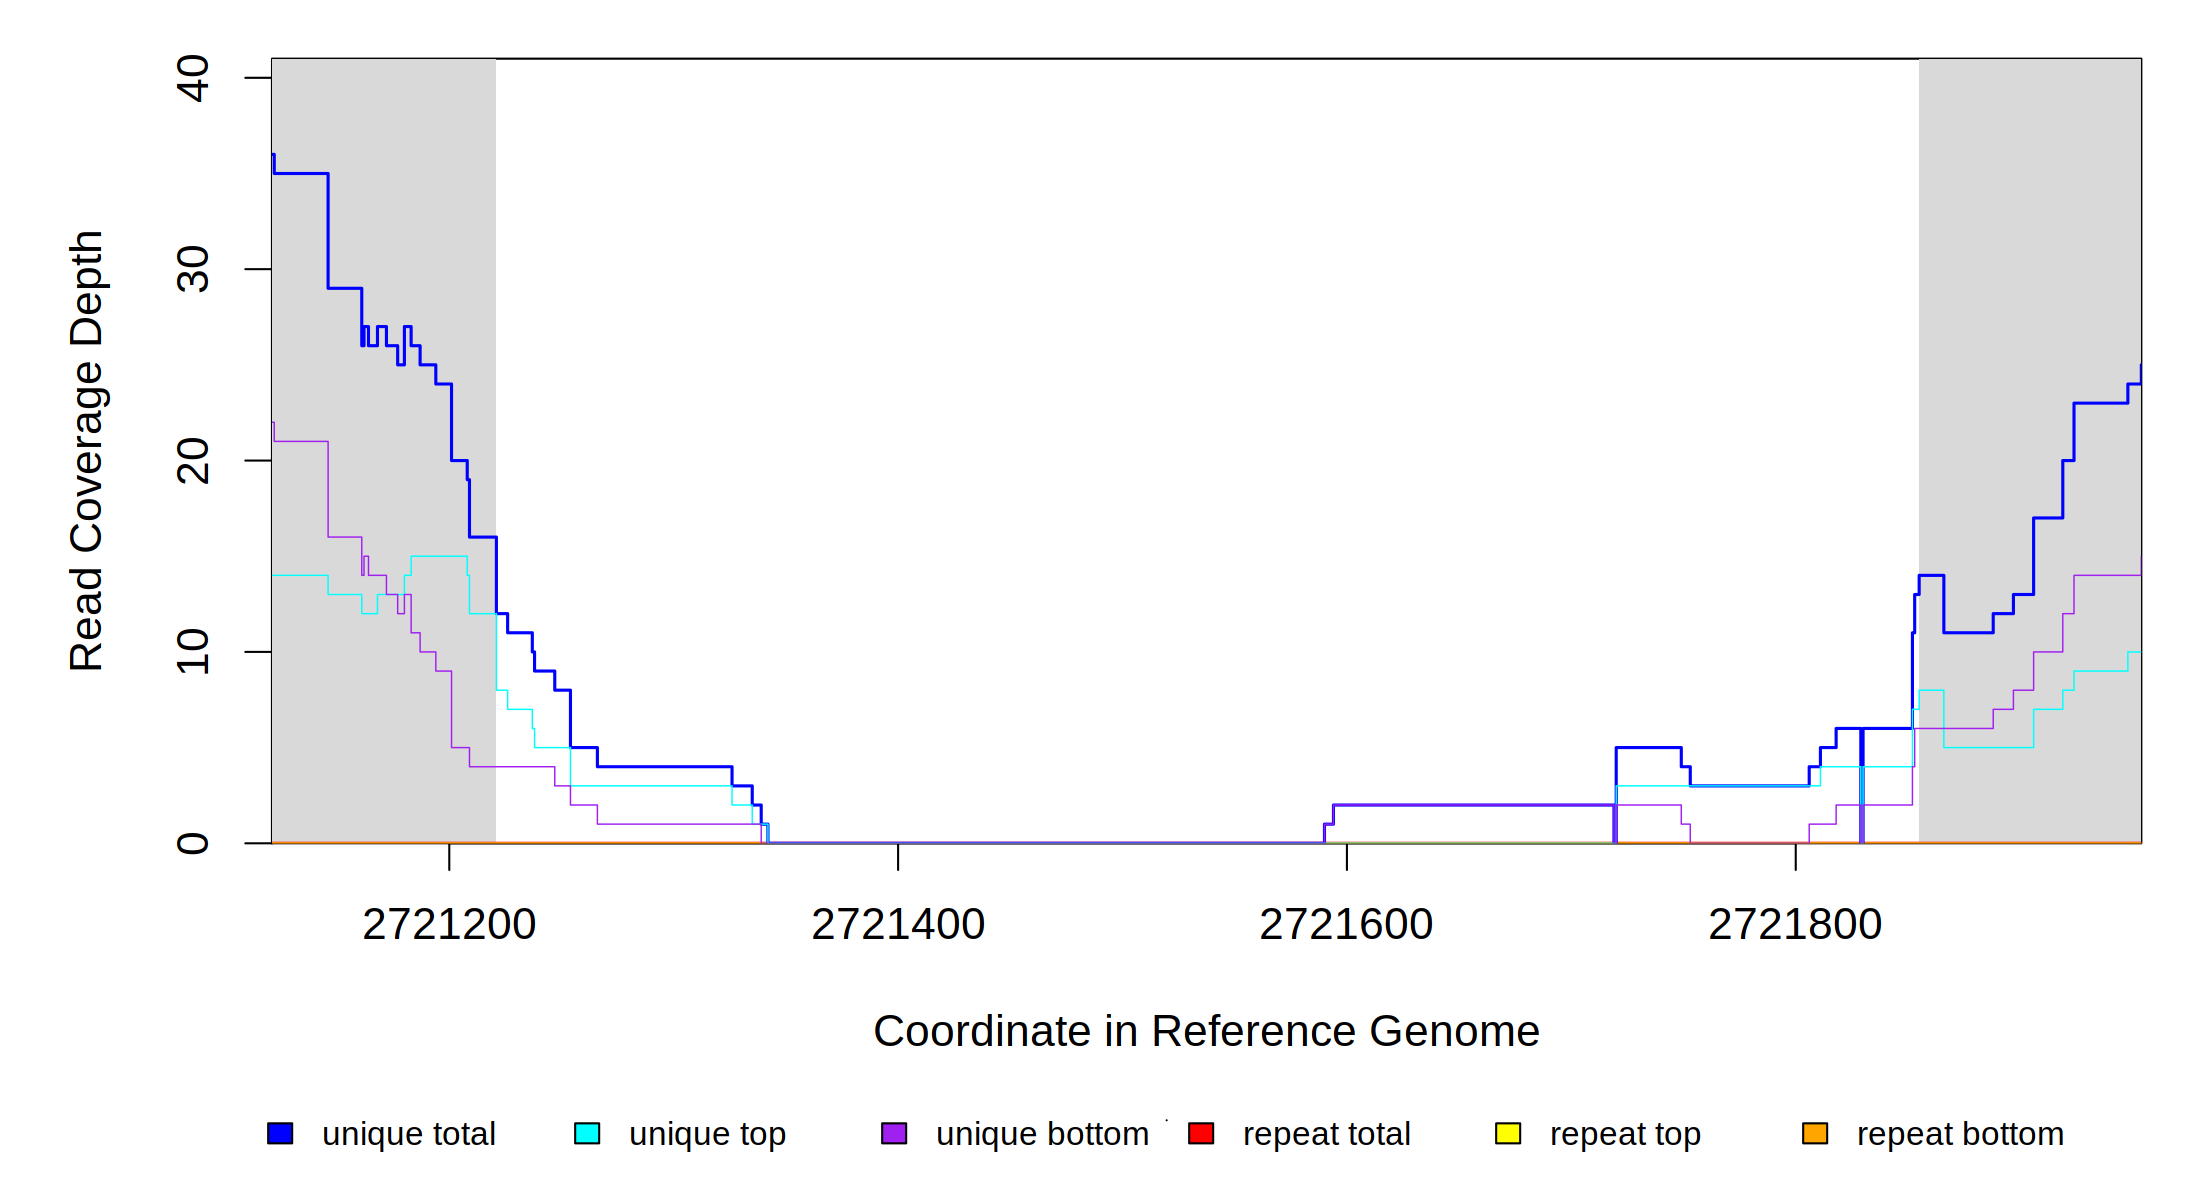 40
30
20
10
0
Read Coverage Depth
2721200 2721400 2721600 2721800
Coordinate in Reference Genome
unique total unique top unique bottom repeat total repeat top repeat bottom